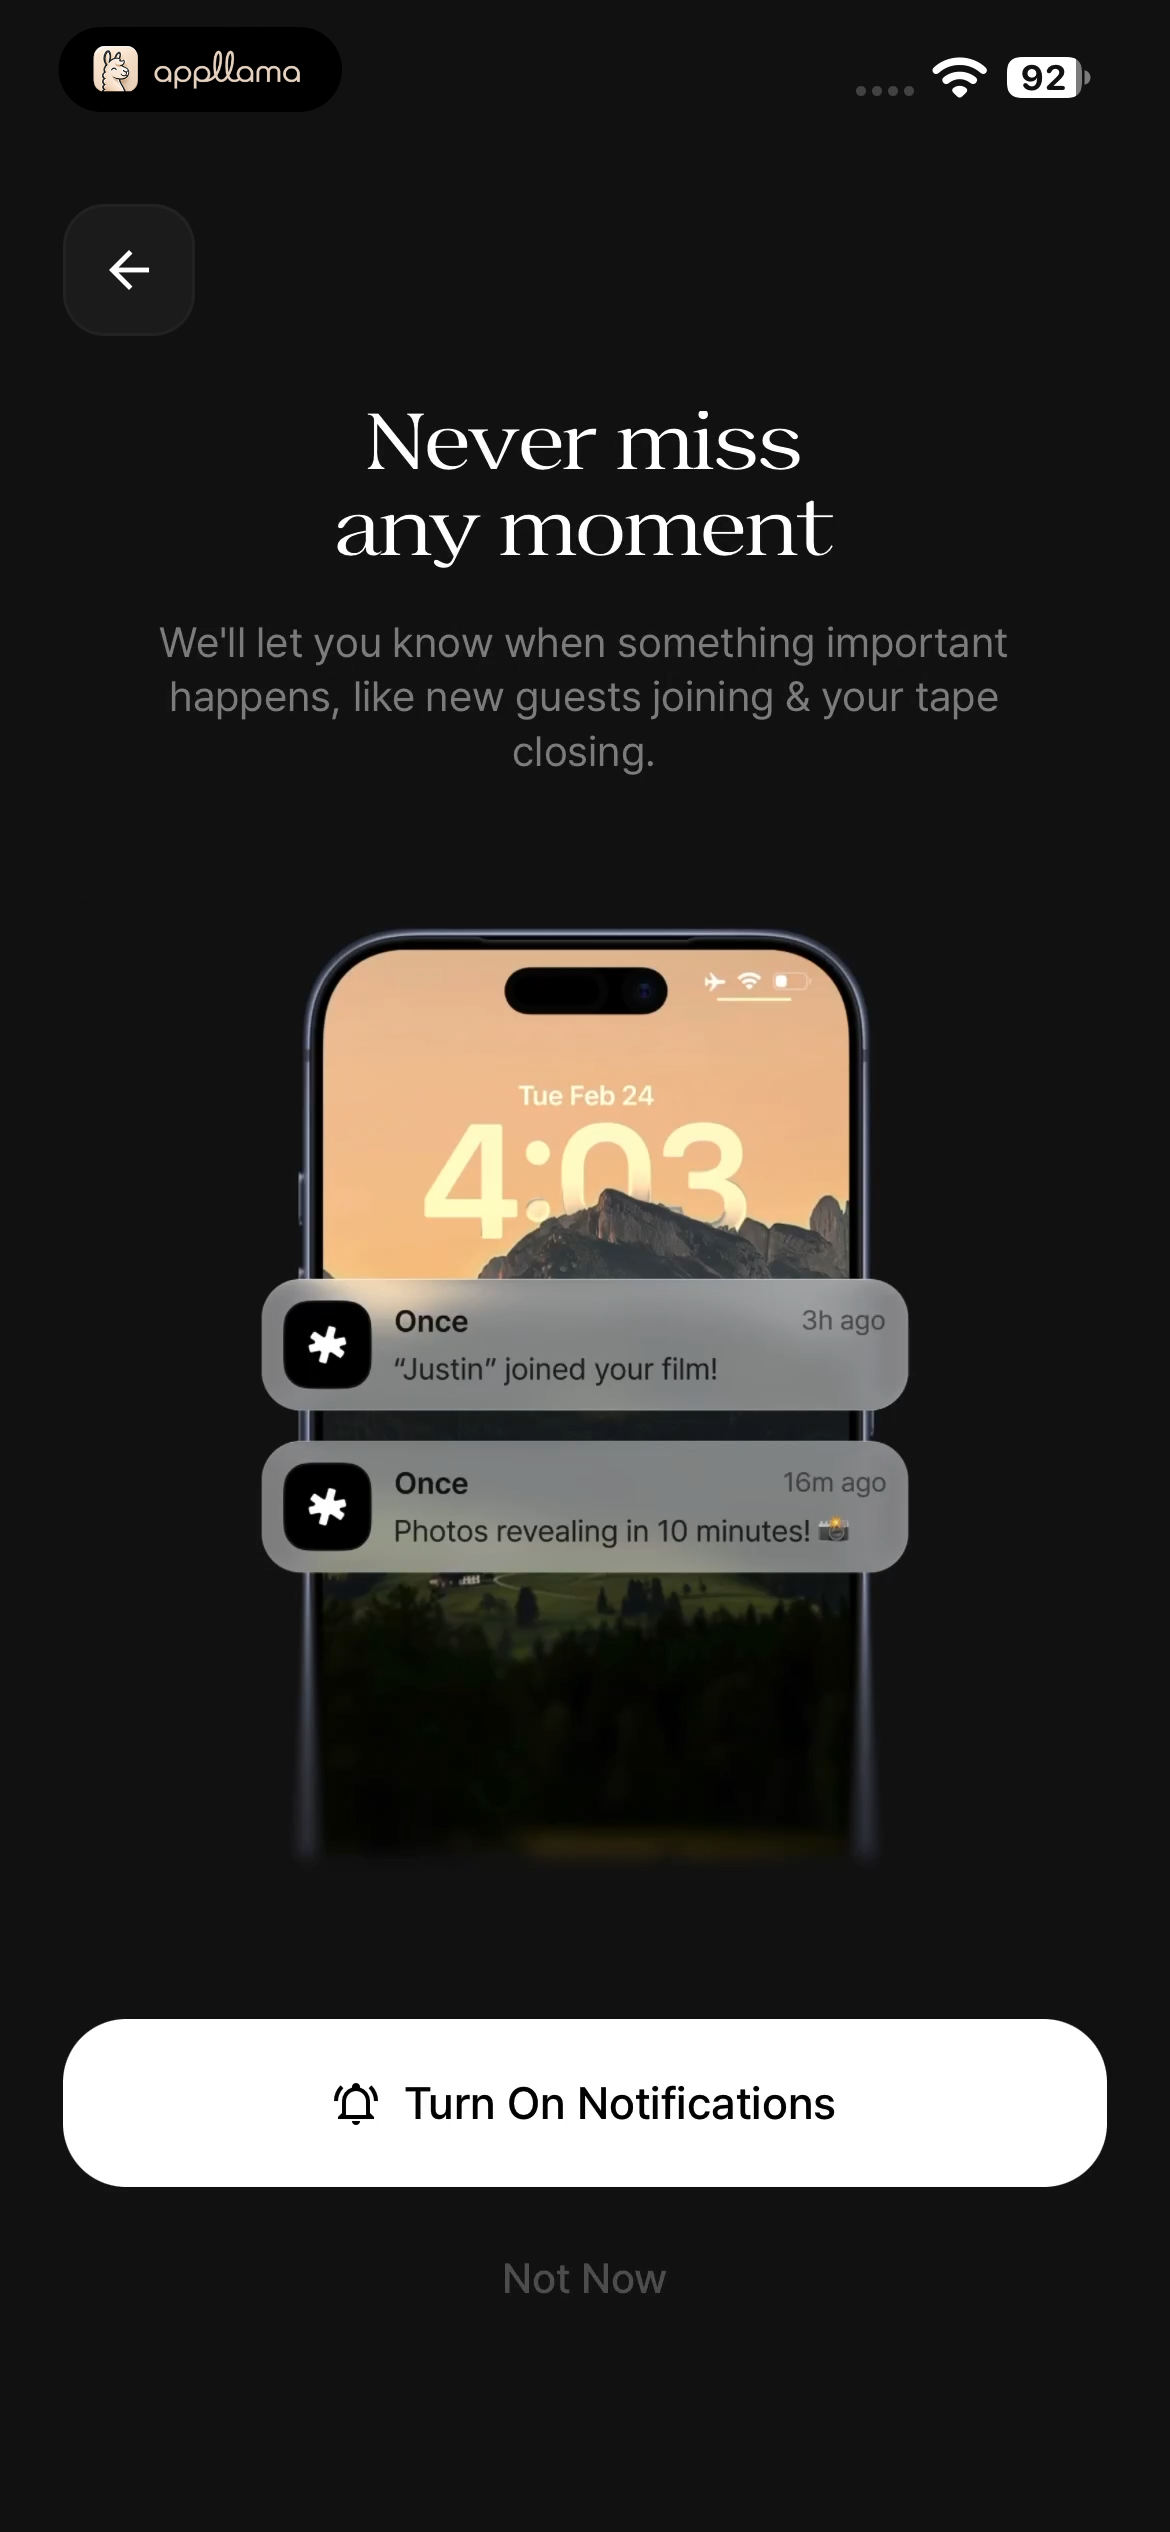 appllama
92
Never miss
any moment
We'll let you know when something important
happens, like new guests joining & your tape
closing.
Tue Feb 24
4:03
Once
3h ago
“Justin” joined your film!
Once
16m ago
Photos revealing in 10 minutes! 📸
Turn On Notifications
Not Now